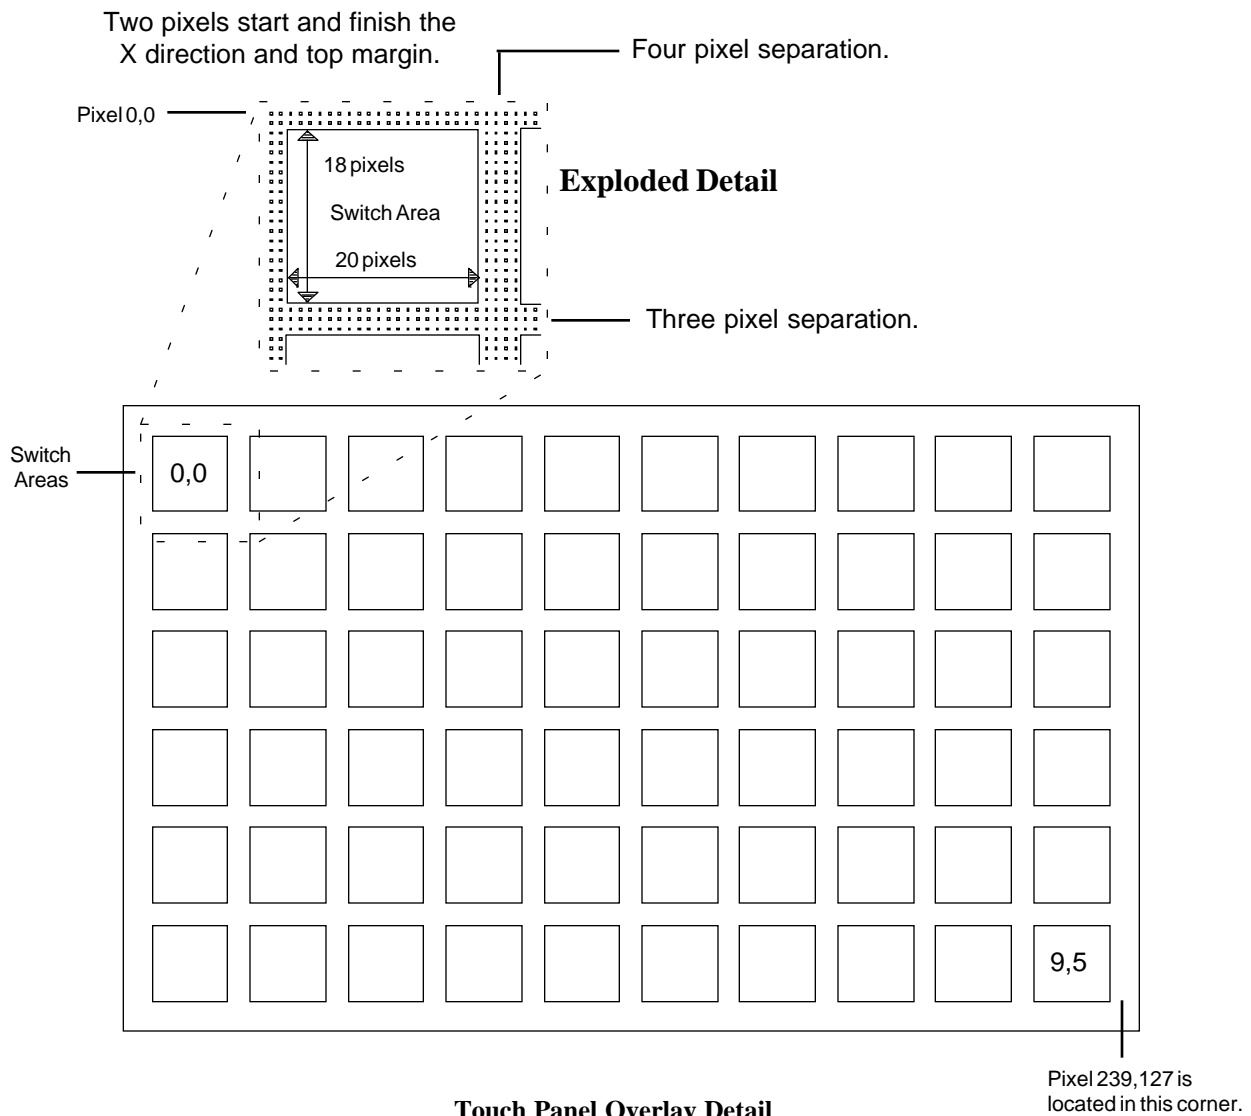 Two pixels start and finish the
X direction and top margin.
Four pixel separation.
Pixel 0,0
18 pixels
Switch Area
20 pixels
Exploded Detail
Three pixel separation.
Switch
Areas
0,0
9,5
Pixel 239,127 is
located in this corner.
Touch Panel Overlay Detail